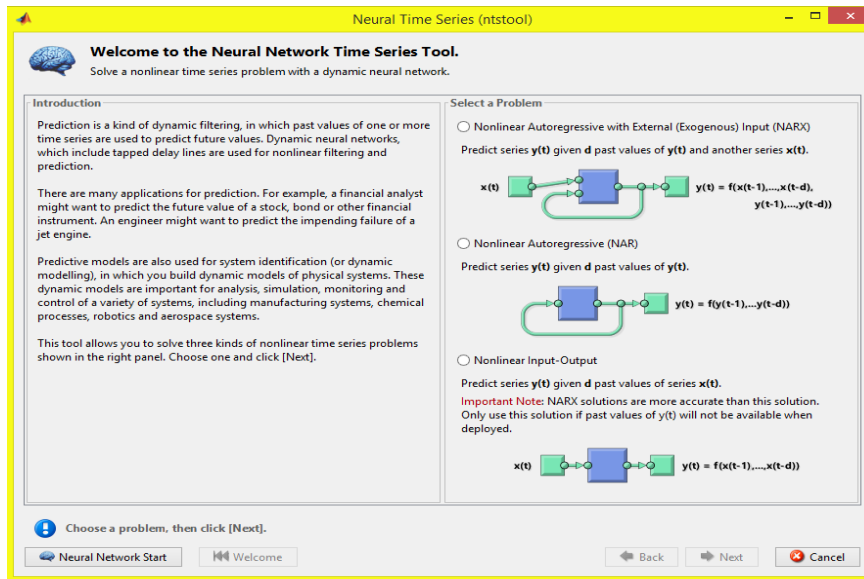 Neural Time Series (ntstool)
Welcome to the Neural Network Time Series Tool.
Solve a nonlinear time series problem with a dynamic neural network.
Introduction
Prediction is a kind of dynamic filtering, in which past values of one or more
time series are used to predict future values. Dynamic neural networks,
which include tapped delay lines are used for nonlinear filtering and
prediction.
There are many applications for prediction. For example, a financial analyst
might want to predict the future value of a stock, bond or other financial
instrument. An engineer might want to predict the impending failure of a
jet engine.
Predictive models are also used for system identification (or dynamic
modelling), in which you build dynamic models of physical systems. These
dynamic models are important for analysis, simulation, monitoring and
control of a variety of systems, including manufacturing systems, chemical
processes, robotics and aerospace systems.
This tool allows you to solve three kinds of nonlinear time series problems
shown in the right panel. Choose one and click [Next].
Select a Problem
Nonlinear Autoregressive with External (Exogenous) Input (NARX)
Predict series y(t) given d past values of y(t) and another series x(t).
x(t) y(t) = f(x(t-1),...,x(t-d),
y(t-1),...,y(t-d))
Nonlinear Autoregressive (NAR)
Predict series y(t) given d past values of y(t).
y(t) = f(y(t-1),...y(t-d))
Nonlinear Input-Output
Predict series y(t) given d past values of series x(t).
Important Note: NARX solutions are more accurate than this solution.
Only use this solution if past values of y(t) will not be available when
deployed.
x(t) y(t) = f(x(t-1),...,x(t-d))
Choose a problem, then click [Next].
Neural Network Start Welcome Back Next Cancel